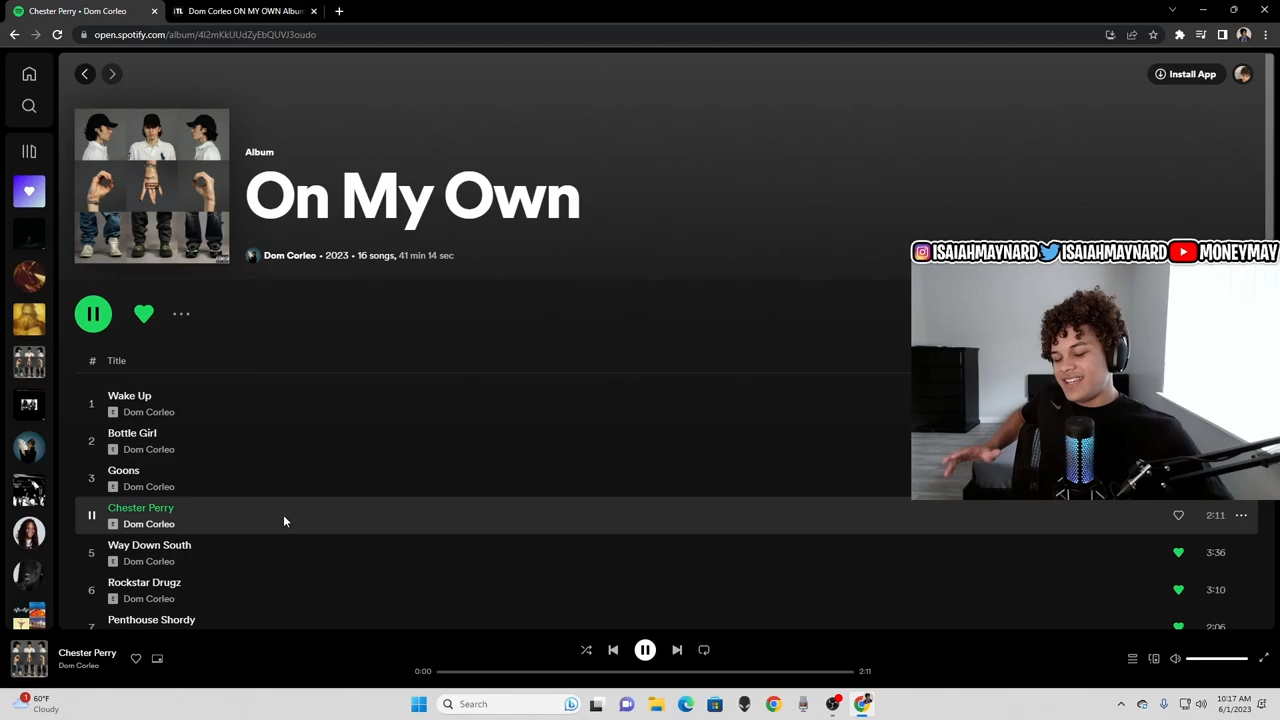 Chester Perry • Dom Corleo
Dom Corleo ON MY OWN Album
open.spotify.com/album/4l2mKkUUdZyEbQUVJ3oudo
Install App
Album
On My Own
Dom Corleo • 2023 • 16 songs, 41 min 14 sec
ISAIAHMAYNARD ISAIAHMAYNARD MONEYMAY
# Title
1 Wake Up
E Dom Corleo
2 Bottle Girl
E Dom Corleo
3 Goons
E Dom Corleo
Chester Perry
E Dom Corleo
2:11
5 Way Down South
E Dom Corleo
3:36
6 Rockstar Drugz
E Dom Corleo
3:10
7 Penthouse Shordy
2:06
Chester Perry
Dom Corleo
0:00
2:11
1
60°F
Cloudy
Search
10:17 AM
6/1/2023